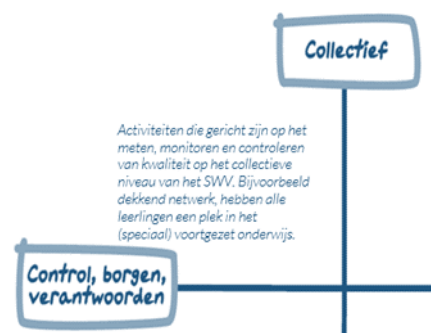 Collectief
Activiteiten die gericht zijn op het
meten, monitoren en controleren
van kwaliteit op het collectieve
niveau van het SWV. Bijvoorbeeld
dekkend netwerk, hebben alle
leerlingen een plek in het
(speciaal) voortgezet onderwijs.
Control, borgen,
verantwoorden